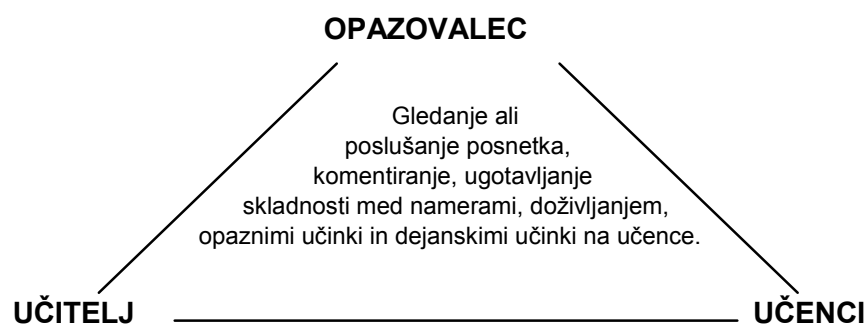 OPAZOVALEC
Gledanje ali
poslušanje posnetka,
komentiranje, ugotavljanje
skladnosti med namerami, doživljanjem,
opaznimi učinki in dejanskimi učinki na učence.
UČITELJ UČENCI